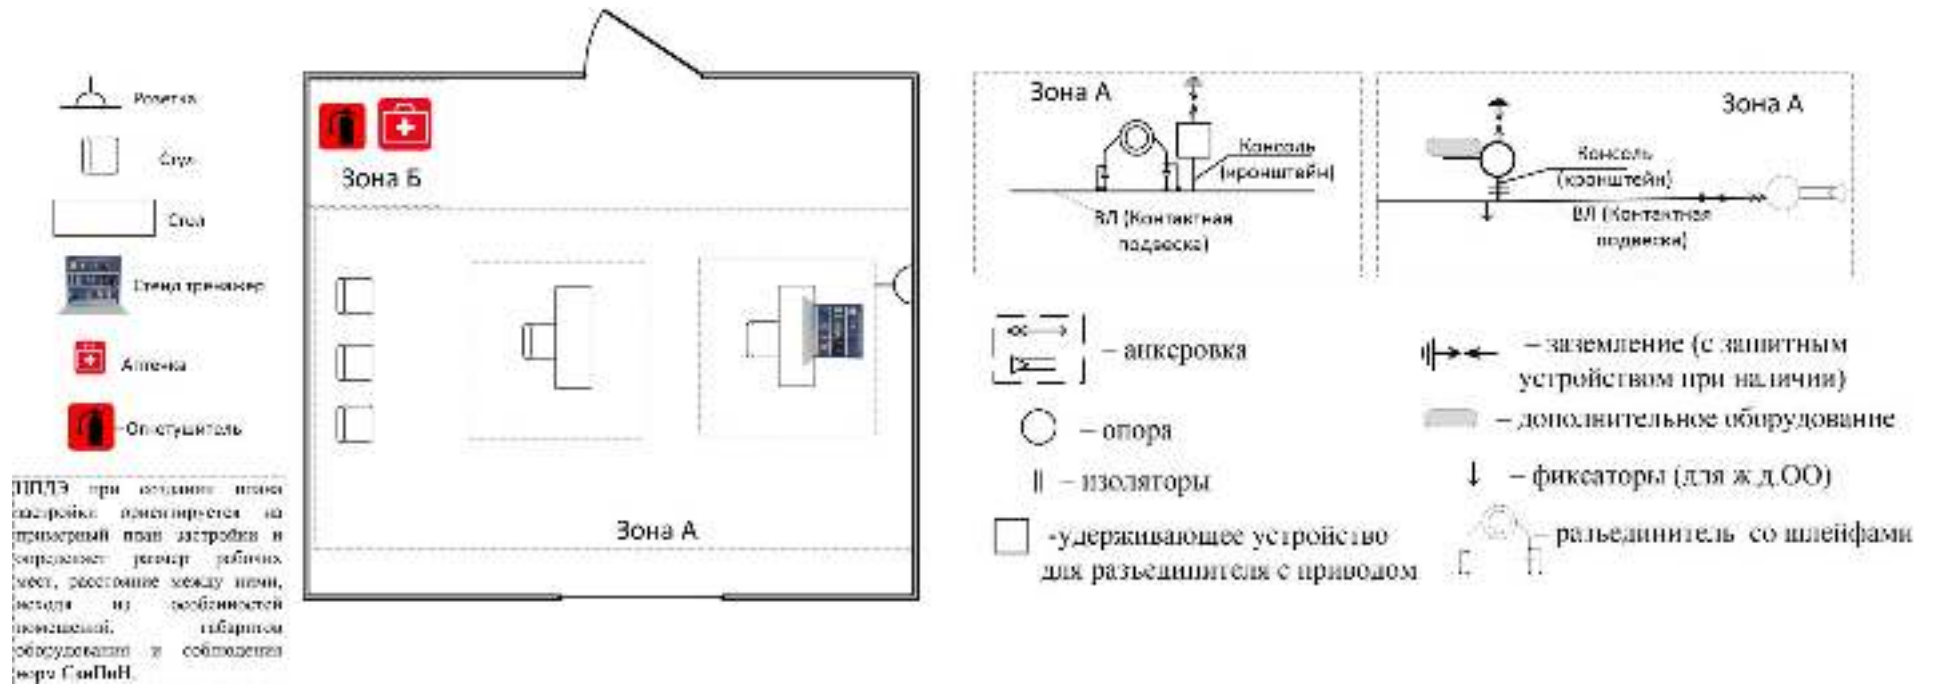 Розетка
Стул
Стол
Стенд тренажер
Аптечка
Огнетушитель
ЦПДЭ при создании плана
застройки ориентируется на
примерный план застройки и
определяет размер рабочих
мест, расстояние между ними,
исходя из особенностей
помещений, габаритов
оборудования и соблюдения
норм СанПиН.
Зона Б
Зона А
Зона А
Консоль
(кронштейн)
ВЛ (Контактная
подвеска)
Зона А
Консоль
(кронштейн)
ВЛ (Контактная
подвеска)
– анкеровка
– опора
– изоляторы
-удерживающее устройство
для разъединителя с приводом
– заземление (с защитным
устройством при наличии)
– дополнительное оборудование
– фиксаторы (для ж.д.ОО)
– разъединитель со шлейфами